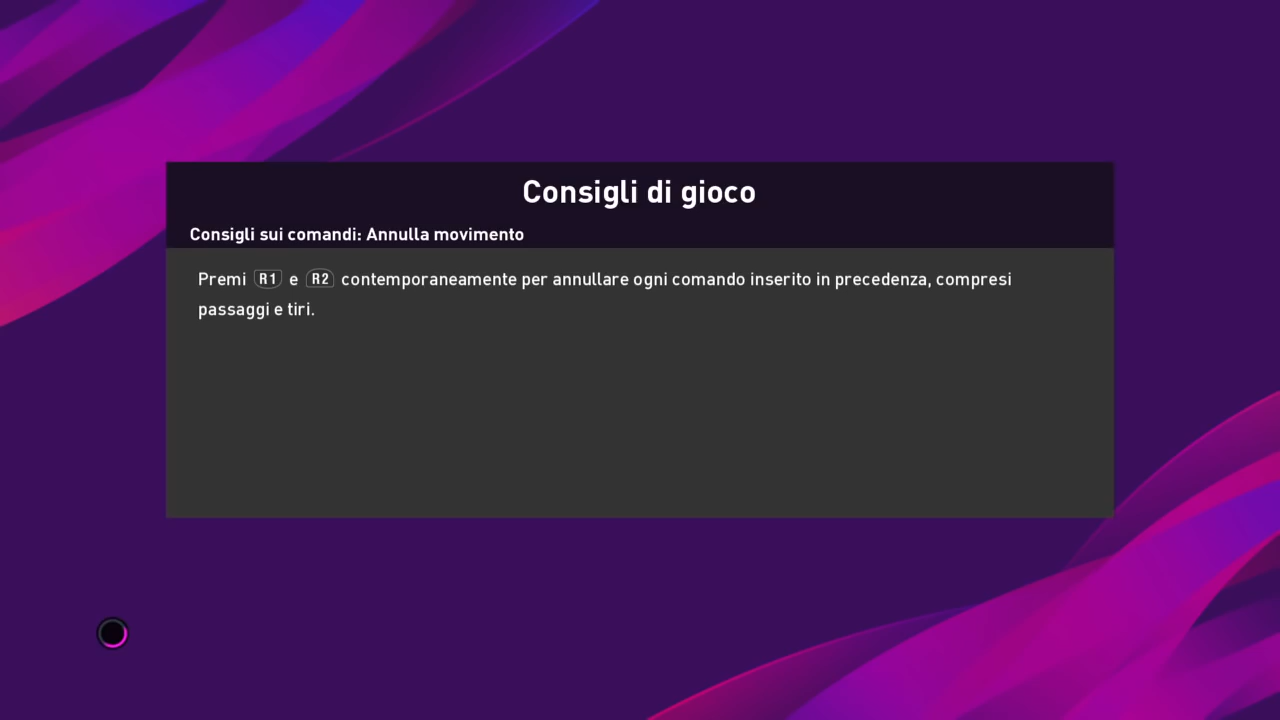 Consigli di gioco
Consigli sui comandi: Annulla movimento
Premi R1 e R2 contemporaneamente per annullare ogni comando inserito in precedenza, compresi
passaggi e tiri.